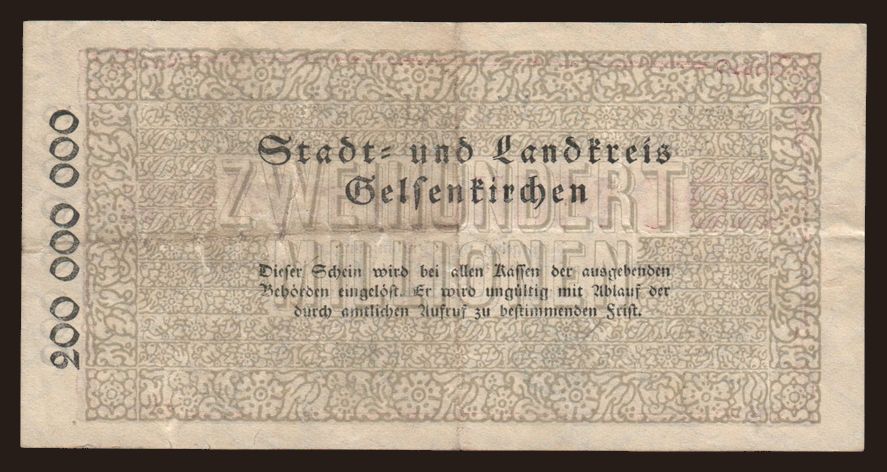 Stadt- und Landkreis
Gelsenkirchen
ZWEIHUNDERT
MILLIONEN
Dieser Schein wird bei allen Kassen der ausgebenden
Behörden eingelöst. Er wird ungültig mit Ablauf der
durch amtlichen Aufruf zu bestimmenden Frist.
200 000 000